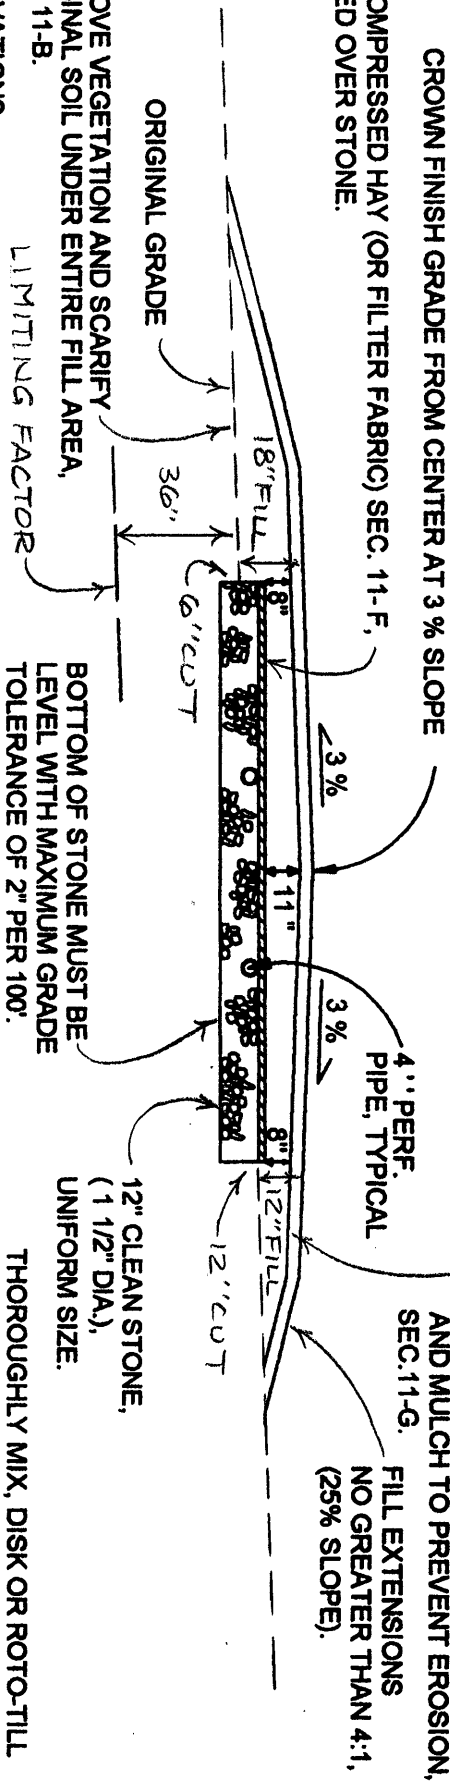 CROWN FINISH GRADE FROM CENTER AT 3 % SLOPE
OMPRESSED HAY (OR FILTER FABRIC) SEC. 11- F,
ED OVER STONE.
4" PERF.
PIPE, TYPICAL
AND MULCH TO PREVENT EROSION,
SEC.11-G.
FILL EXTENSIONS
NO GREATER THAN 4:1,
(25% SLOPE).
3 %
3 %
8"
11"
8"
18" FILL
12" FILL
ORIGINAL GRADE
36"
6" CUT
12" CUT
OVE VEGETATION AND SCARIFY
INAL SOIL UNDER ENTIRE FILL AREA,
11-B.
LIMITING FACTOR
BOTTOM OF STONE MUST BE
LEVEL WITH MAXIMUM GRADE
TOLERANCE OF 2" PER 100'.
12" CLEAN STONE,
( 1 1/2" DIA.),
UNIFORM SIZE.
THOROUGHLY MIX, DISK OR ROTO-TILL